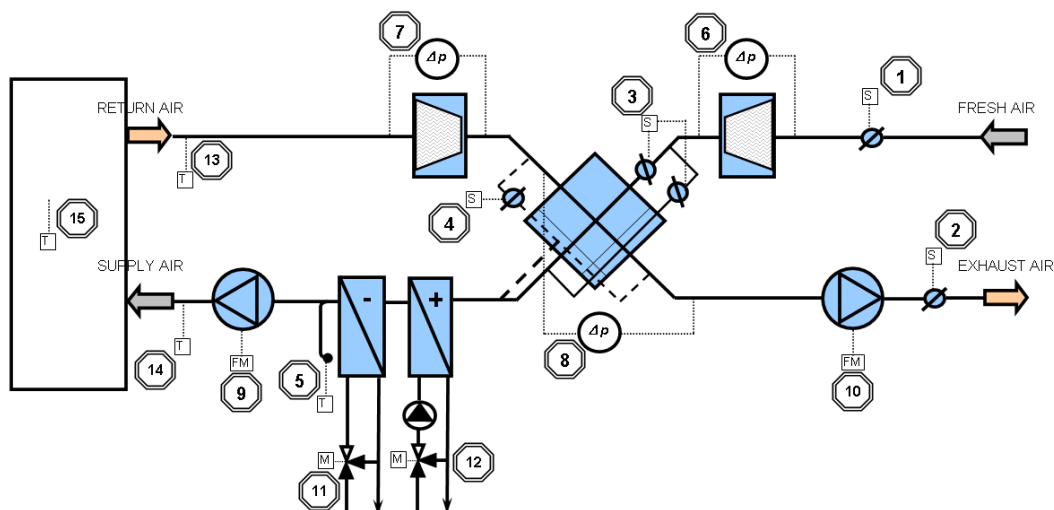 7
Δp
6
Δp
1
S
3
S
RETURN AIR
FRESH AIR
13
T
15
T
4
S
2
S
SUPPLY AIR
EXHAUST AIR
-
+
14
T
FM
9
5
T
8
Δp
FM
10
M
11
M
12